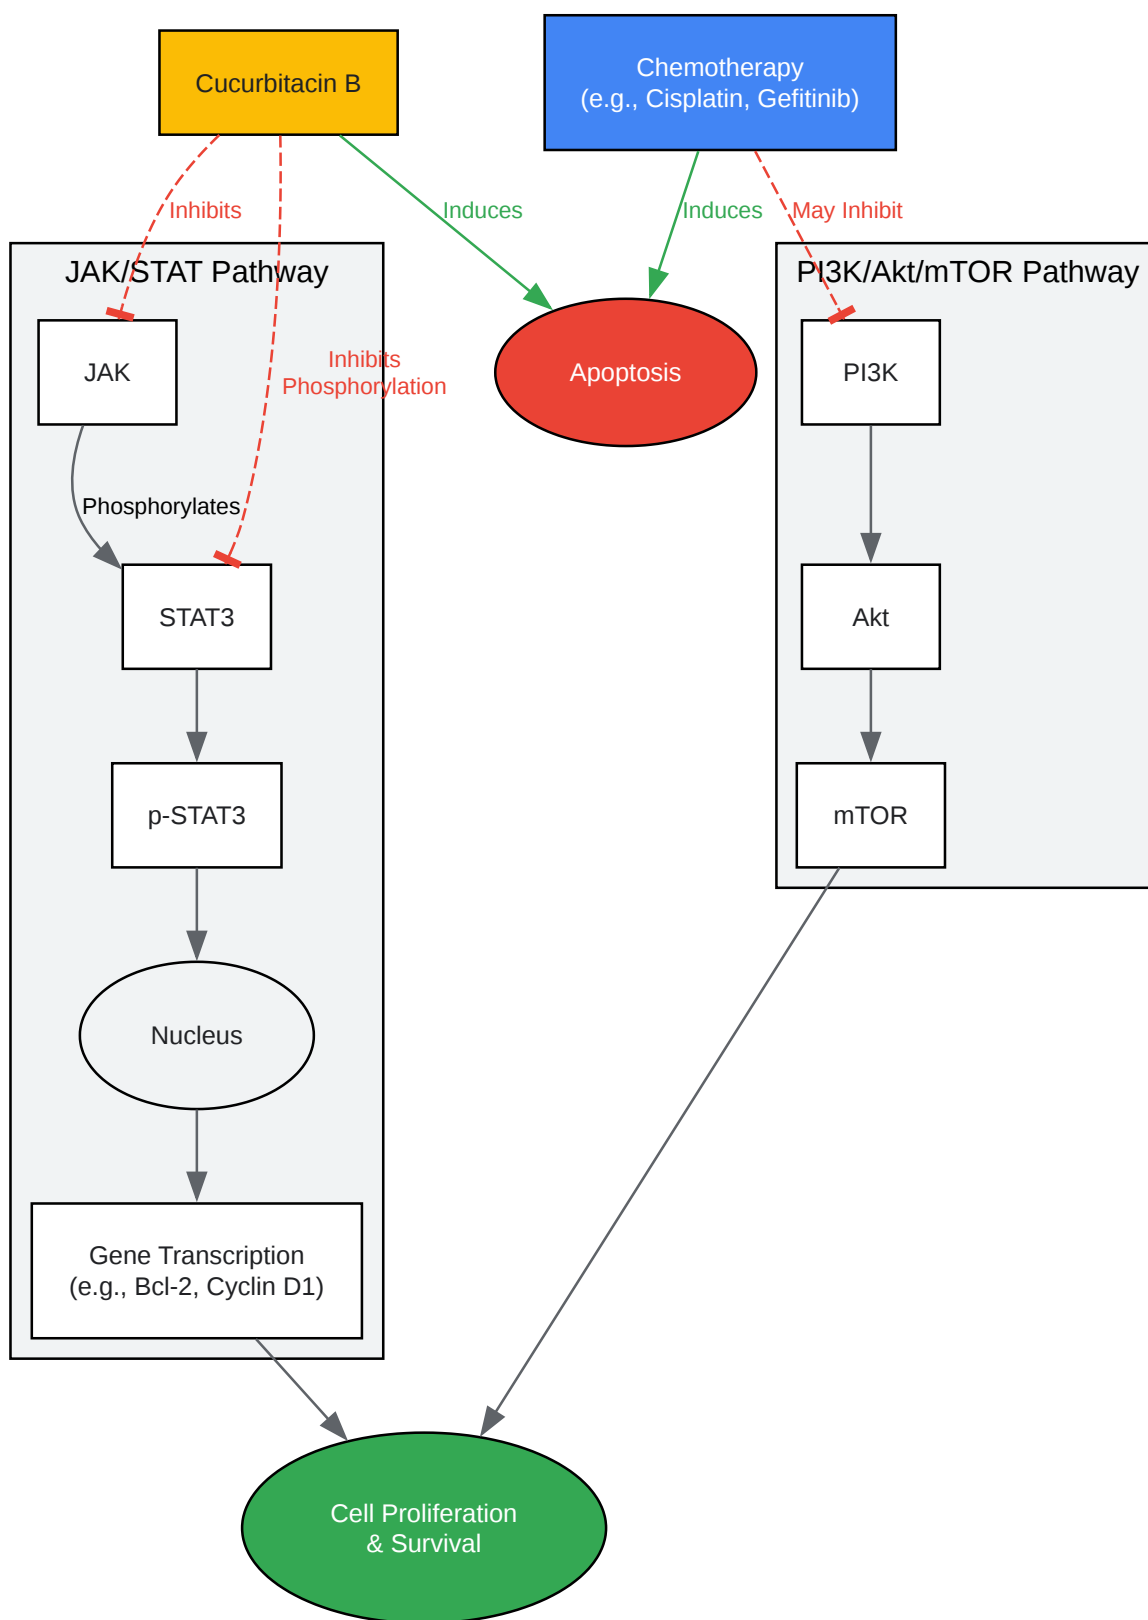 Cucurbitacin B
Chemotherapy
(e.g., Cisplatin, Gefitinib)
Inhibits
Induces
Induces
May Inhibit
JAK/STAT Pathway
PI3K/Akt/mTOR Pathway
JAK
Inhibits
Phosphorylation
Apoptosis
PI3K
Phosphorylates
STAT3
Akt
p-STAT3
mTOR
Nucleus
Gene Transcription
(e.g., Bcl-2, Cyclin D1)
Cell Proliferation
& Survival